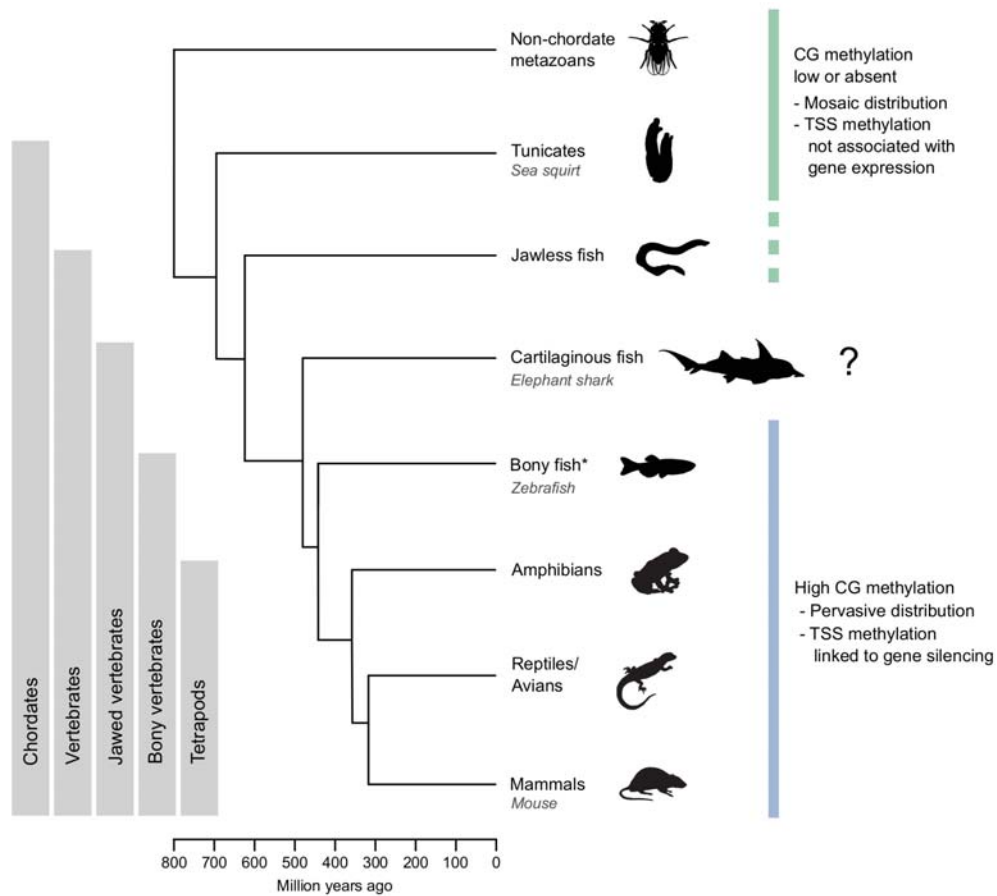 Non-chordate
metazoans
CG methylation
low or absent
- Mosaic distribution
- TSS methylation
not associated with
gene expression
Tunicates
Sea squirt
Jawless fish
Cartilaginous fish
Elephant shark
?
Bony fish*
Zebrafish
Amphibians
High CG methylation
- Pervasive distribution
- TSS methylation
linked to gene silencing
Reptiles/
Avians
Mammals
Mouse
Chordates
Vertebrates
Jawed vertebrates
Bony vertebrates
Tetrapods
800 700 600 500 400 300 200 100 0
Million years ago